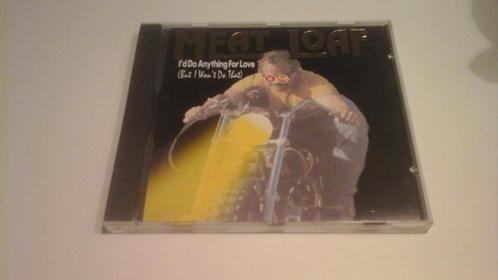 MEAT LOAF
I'd Do Anything For Love
(But I Won't Do That)